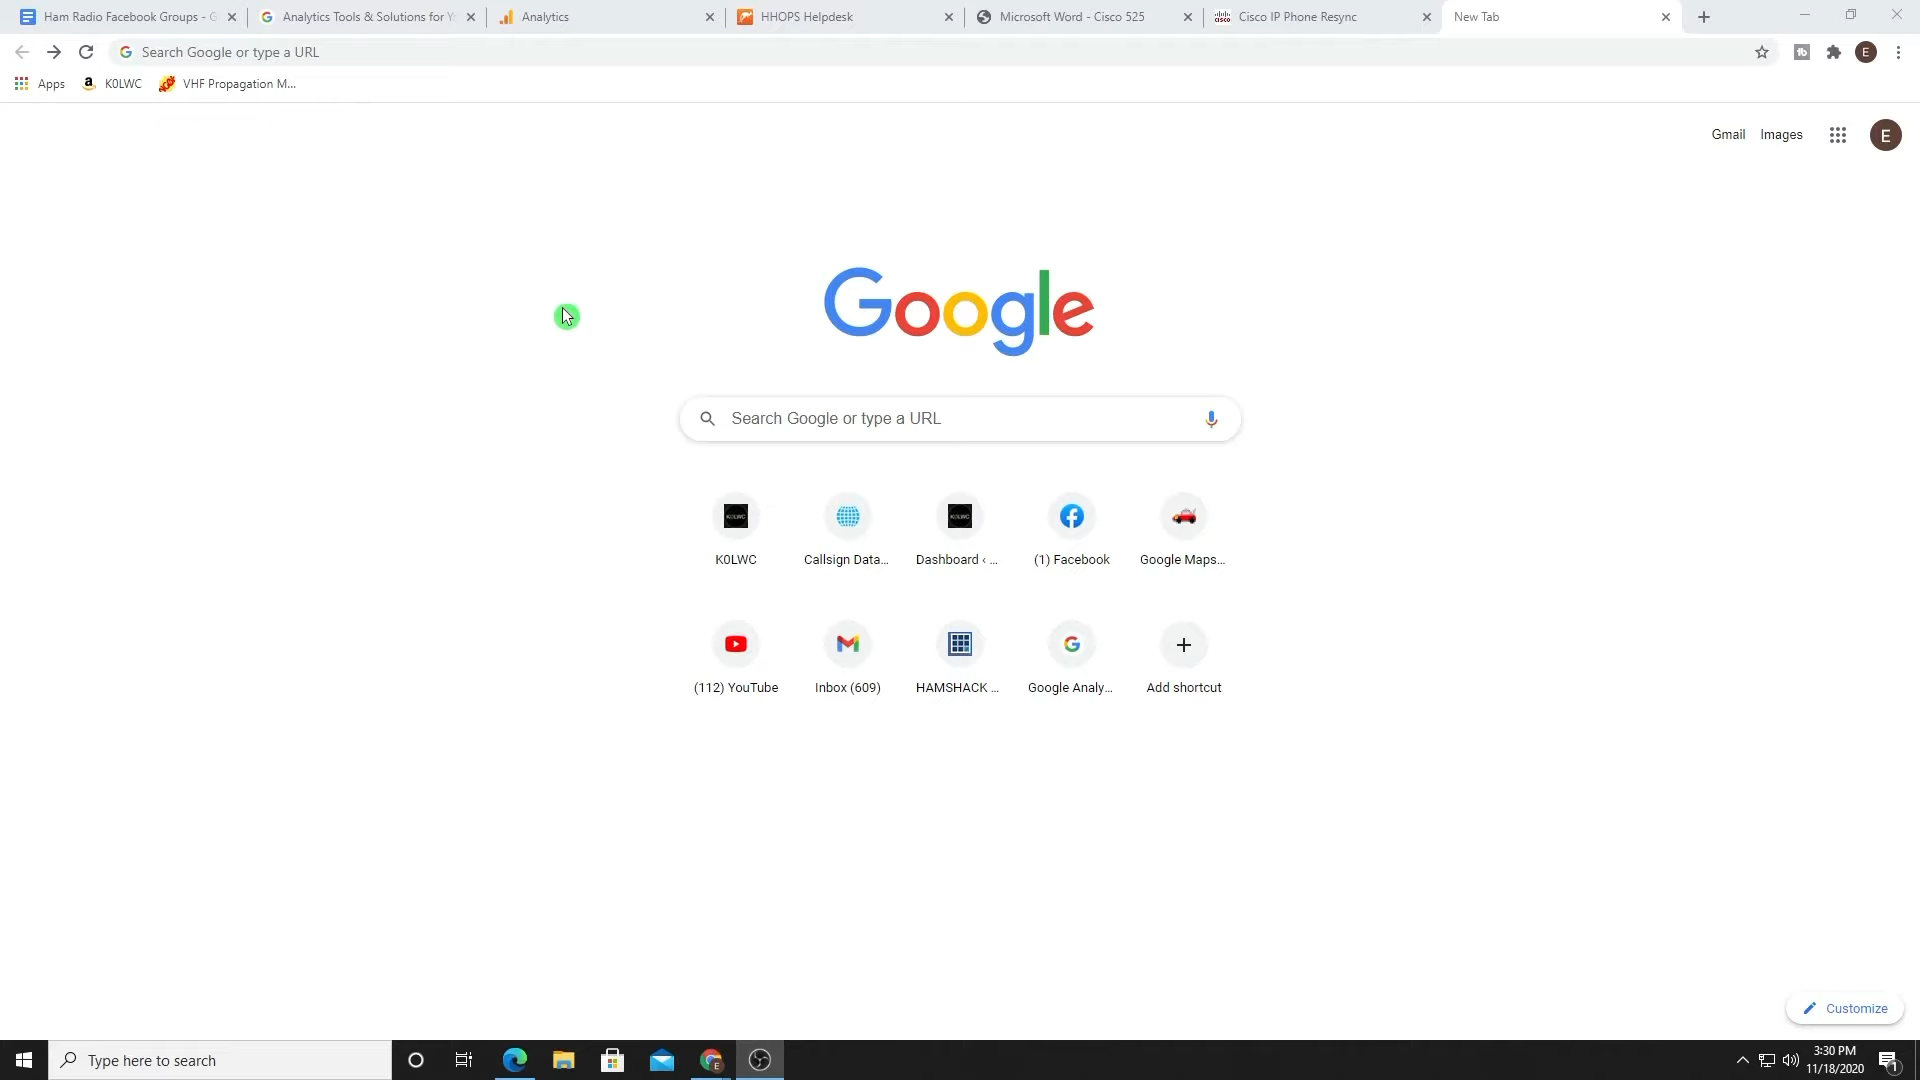 Ham Radio Facebook Groups - G
Analytics Tools & Solutions for Yo
Analytics
HHOPS Helpdesk
Microsoft Word - Cisco 525
Cisco IP Phone Resync
New Tab
Search Google or type a URL
Apps
K0LWC
VHF Propagation M...
Gmail
Images
E
Google
Search Google or type a URL
K0LWC
Callsign Data...
Dashboard ‹ ...
(1) Facebook
Google Maps...
(112) YouTube
Inbox (609)
HAMSHACK ...
Google Analy...
Add shortcut
Customize
Type here to search
3:30 PM
11/18/2020
1